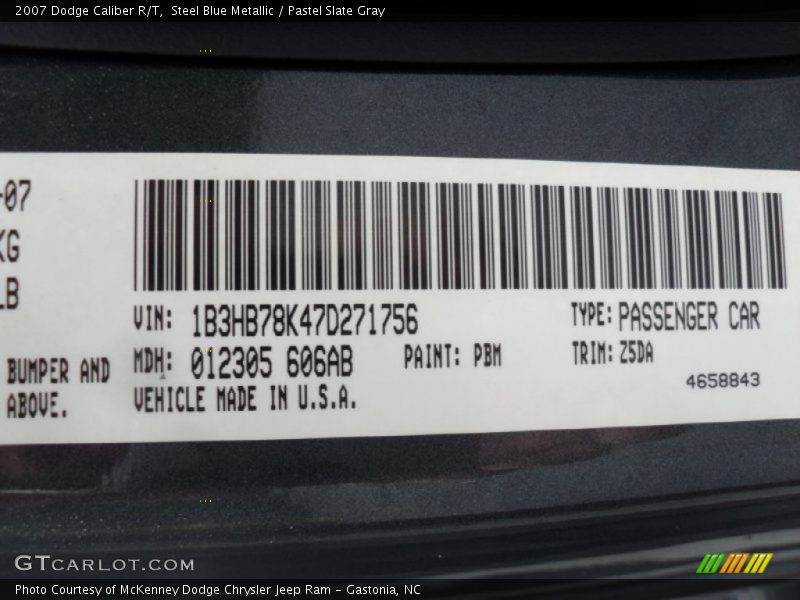 2007 Dodge Caliber R/T,  Steel Blue Metallic / Pastel Slate Gray
-07
KG
LB
VIN: 1B3HB78K47D271756 TYPE: PASSENGER CAR
BUMPER AND MDH: 012305 606AB PAINT: PBM TRIM: Z5DA
ABOVE. VEHICLE MADE IN U.S.A. 4658843
GTCARLOT.COM
Photo Courtesy of McKenney Dodge Chrysler Jeep Ram - Gastonia, NC